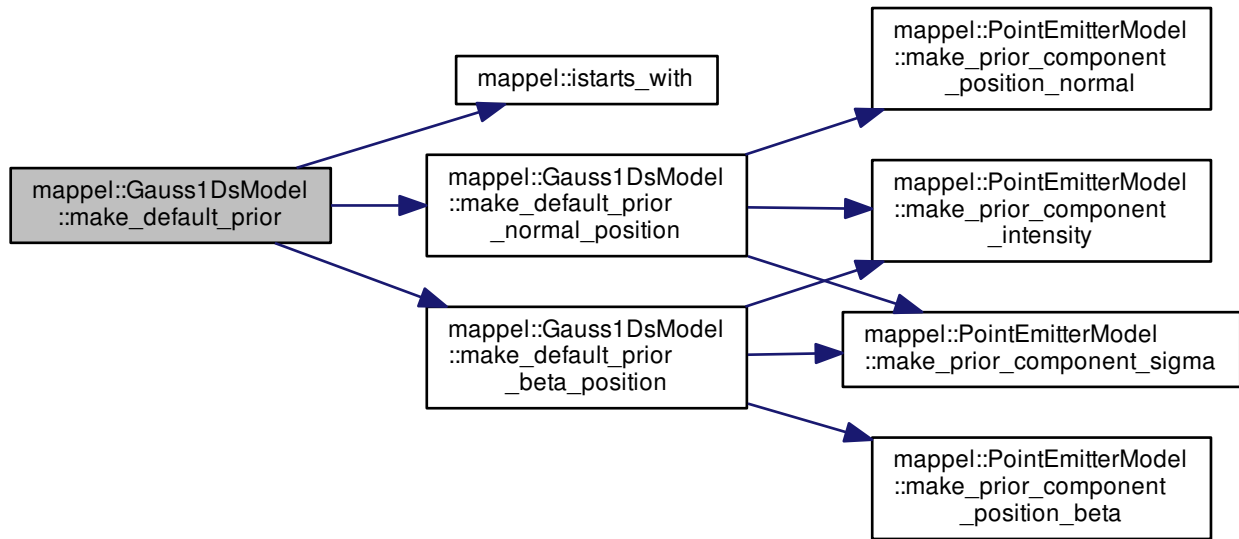 mappel::Gauss1DsModel
::make_default_prior
mappel::istarts_with
mappel::Gauss1DsModel
::make_default_prior
_normal_position
mappel::Gauss1DsModel
::make_default_prior
_beta_position
mappel::PointEmitterModel
::make_prior_component
_position_normal
mappel::PointEmitterModel
::make_prior_component
_intensity
mappel::PointEmitterModel
::make_prior_component_sigma
mappel::PointEmitterModel
::make_prior_component
_position_beta